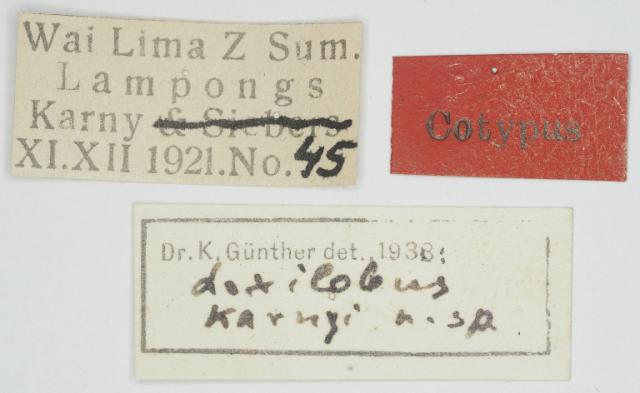 Wai Lima Z Sum.
Lampongs
Karny & Siebers
XI.XII 1921.No. 45
Cotypus
Dr. K. Günther det., 1938:
doxilobus
Karnyi n. sp